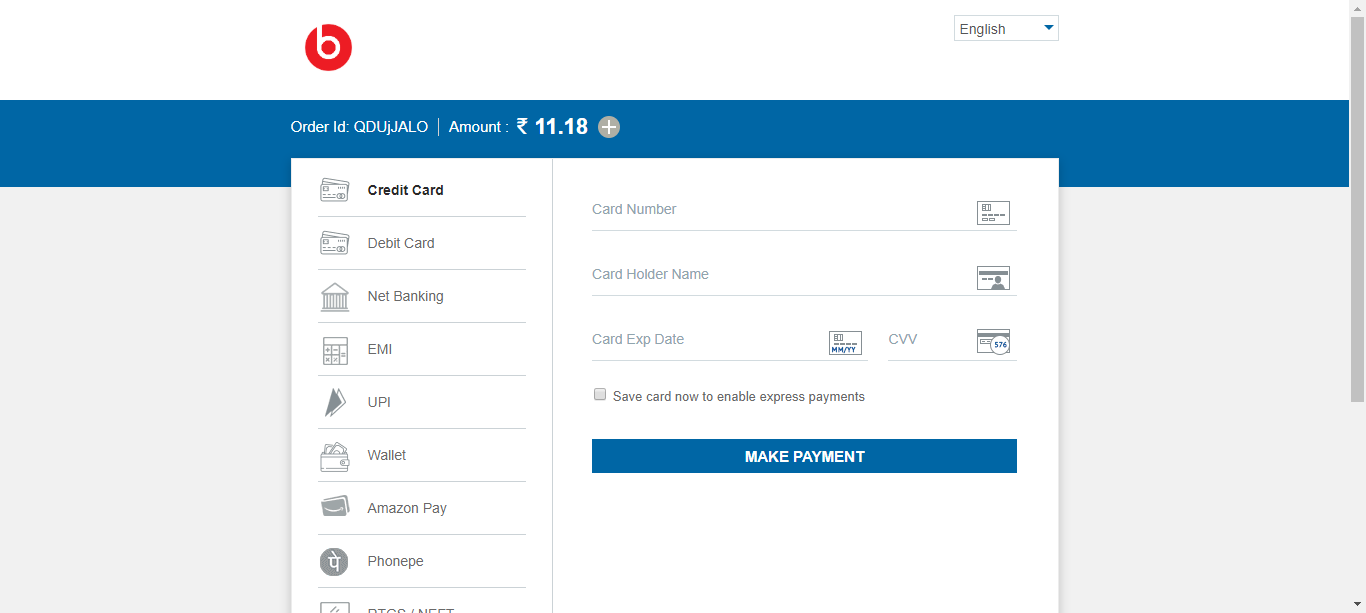 b
English
Order Id: QDUjJALO | Amount : ₹ 11.18
Credit Card
Debit Card
Net Banking
EMI
UPI
Wallet
Amazon Pay
Phonepe
RTGS / NEFT
Card Number
Card Holder Name
Card Exp Date
MM/YY
CVV
576
Save card now to enable express payments
MAKE PAYMENT